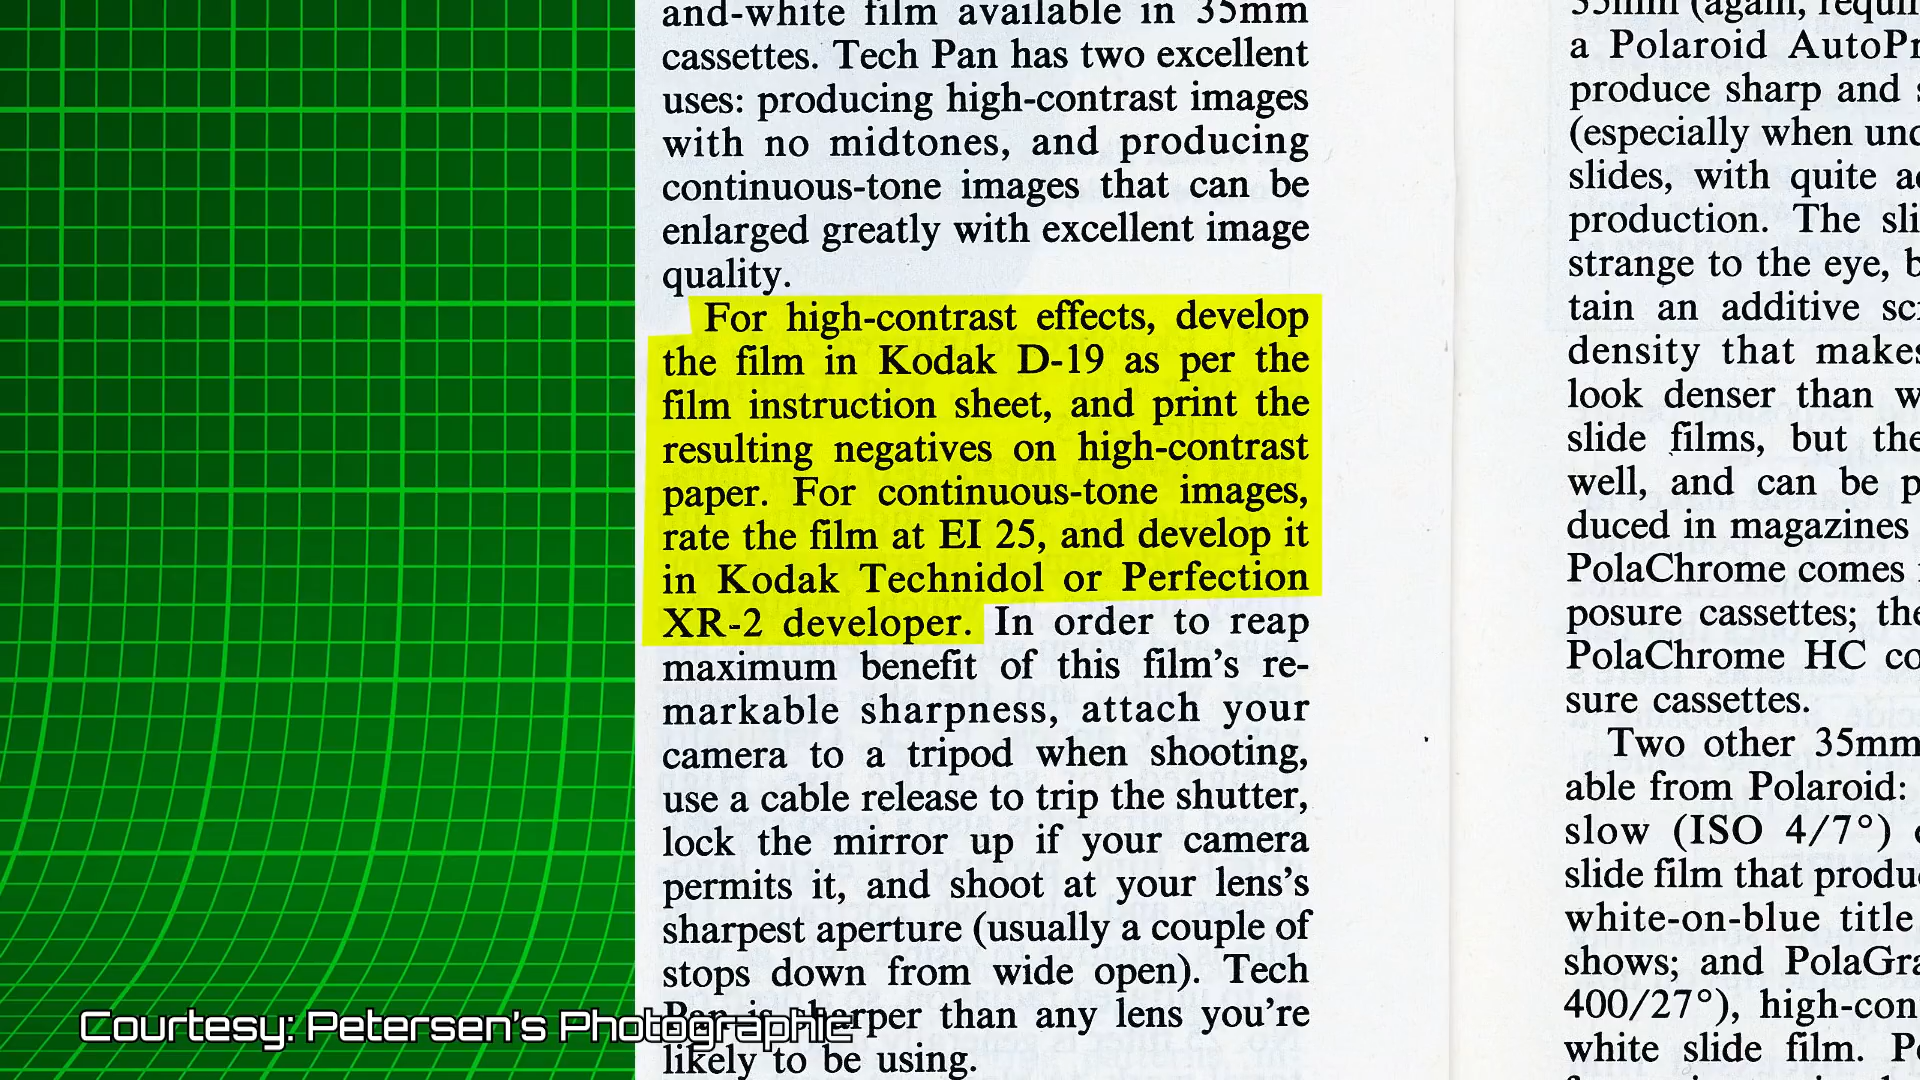 and-white film available in 35mm
cassettes. Tech Pan has two excellent
uses: producing high-contrast images
with no midtones, and producing
continuous-tone images that can be
enlarged greatly with excellent image
quality.
For high-contrast effects, develop
the film in Kodak D-19 as per the
film instruction sheet, and print the
resulting negatives on high-contrast
paper. For continuous-tone images,
rate the film at EI 25, and develop it
in Kodak Technidol or Perfection
XR-2 developer. In order to reap
maximum benefit of this film's re-
markable sharpness, attach your
camera to a tripod when shooting,
use a cable release to trip the shutter,
lock the mirror up if your camera
permits it, and shoot at your lens's
sharpest aperture (usually a couple of
stops down from wide open). Tech
Pan is sharper than any lens you're
likely to be using.
35mm (again,
a Polaroid
produce sharp and
(especially when
slides, with quite
production. The
strange to the eye,
tain an additive
density that makes
look denser than
slide films, but
well, and can be
duced in magazines
PolaChrome comes
posure cassettes;
PolaChrome HC
sure cassettes.
Two other 35mm
able from Polaroid:
slow (ISO 4/7°)
slide film that
white-on-blue title
shows; and
400/27°),
white slide film.
Courtesy: Petersen's Photographic